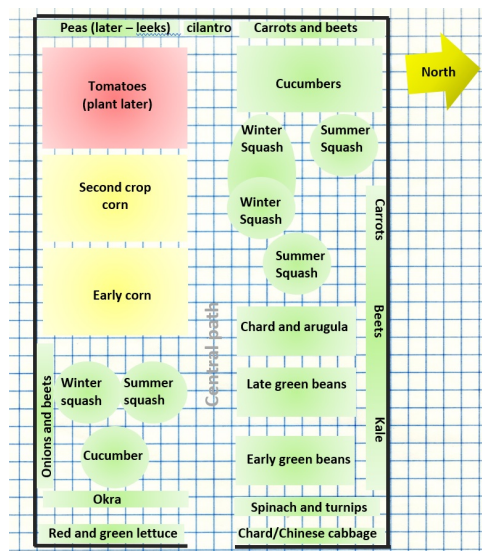 Peas (later – leeks) cilantro
Carrots and beets
North
Tomatoes
(plant later)
Cucumbers
Winter
Squash
Summer
Squash
Second crop
corn
Winter
Squash
Carrots
Summer
Squash
Early corn
Beets
Chard and arugula
Central path
Onions and beets
Winter
squash
Summer
squash
Late green beans
Kale
Cucumber
Early green beans
Okra
Spinach and turnips
Red and green lettuce
Chard/Chinese cabbage